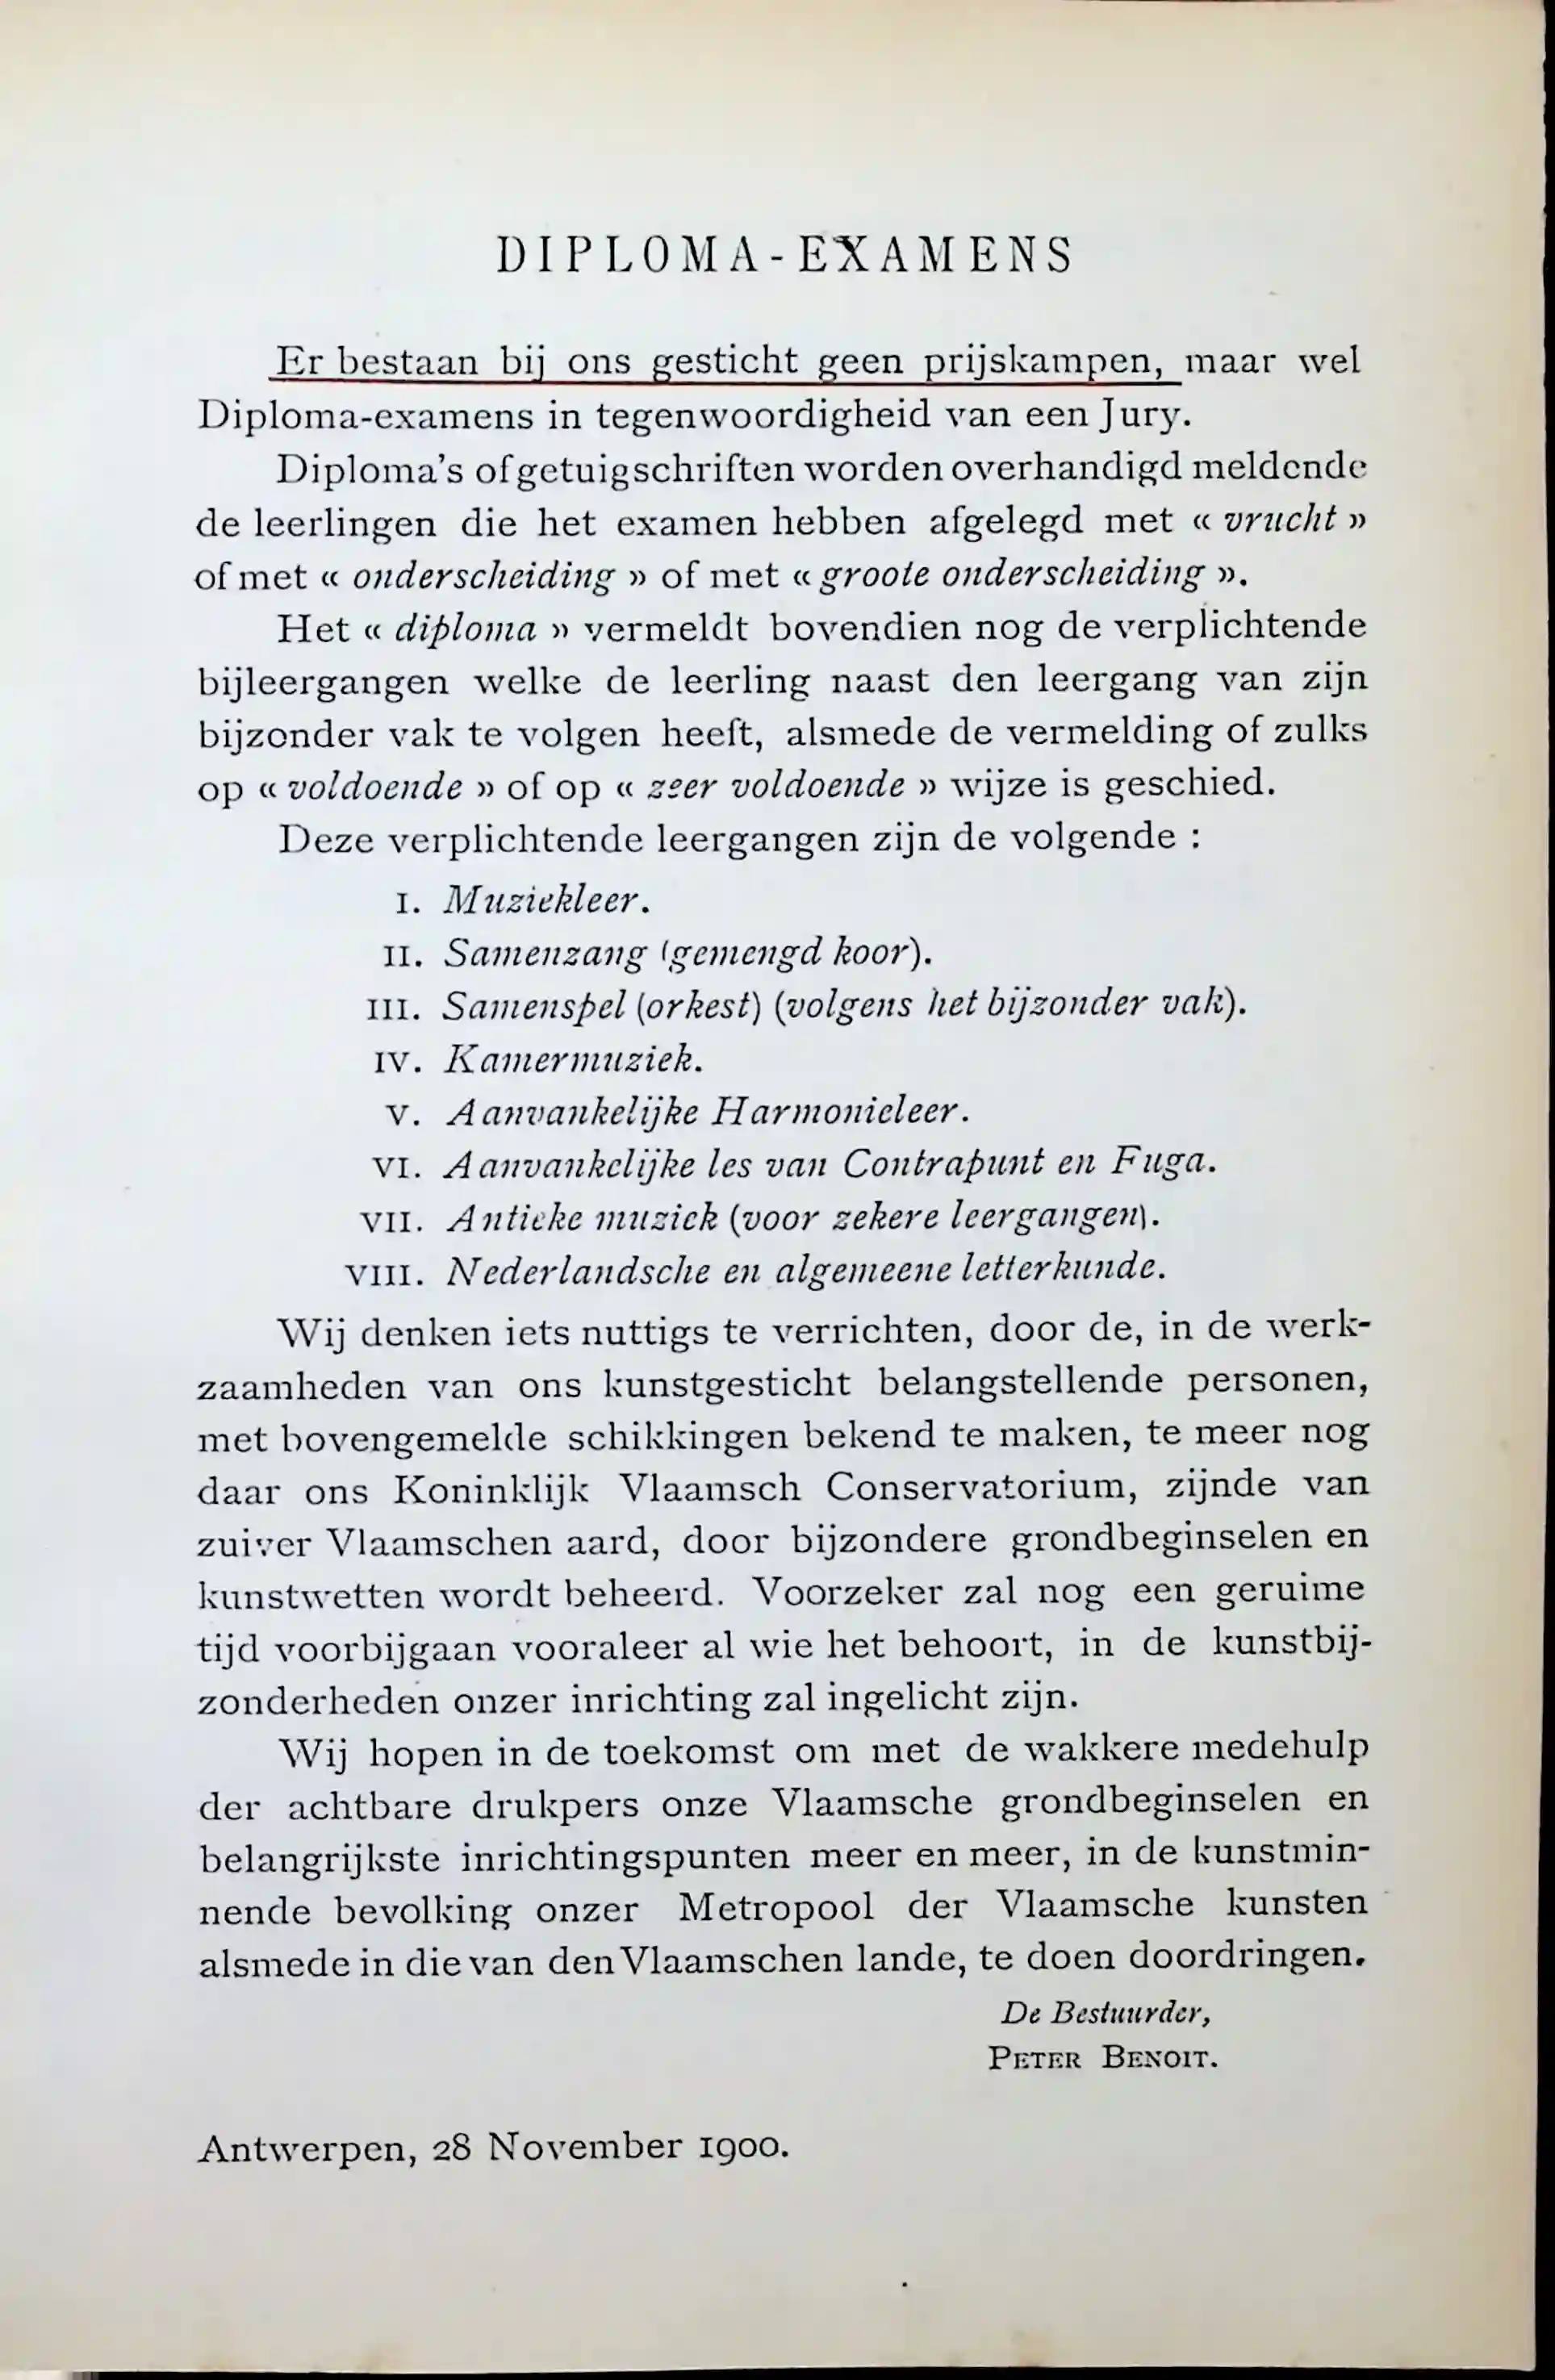 DIPLOMA-EXAMENS
Er bestaan bij ons gesticht geen prijskampen, maar wel
Diploma-examens in tegenwoordigheid van een Jury.
Diploma's of getuigschriften worden overhandigd meldende
de leerlingen die het examen hebben afgelegd met « vrucht »
of met « onderscheiding » of met « groote onderscheiding ».
Het « diploma » vermeldt bovendien nog de verplichtende
bijleergangen welke de leerling naast den leergang van zijn
bijzonder vak te volgen heeft, alsmede de vermelding of zulks
op « voldoende » of op « zeer voldoende » wijze is geschied.
Deze verplichtende leergangen zijn de volgende :
I. Muziekleer.
II. Samenzang (gemengd koor).
III. Samenspel (orkest) (volgens het bijzonder vak).
IV. Kamermuziek.
V. Aanvankelijke Harmonieleer.
VI. Aanvankelijke les van Contrapunt en Fuga.
VII. Antieke muziek (voor zekere leergangen).
VIII. Nederlandsche en algemeene letterkunde.
Wij denken iets nuttigs te verrichten, door de, in de werk-
zaamheden van ons kunstgesticht belangstellende personen,
met bovengemelde schikkingen bekend te maken, te meer nog
daar ons Koninklijk Vlaamsch Conservatorium, zijnde van
zuiver Vlaamschen aard, door bijzondere grondbeginselen en
kunstwetten wordt beheerd. Voorzeker zal nog een geruime
tijd voorbijgaan vooraleer al wie het behoort, in de kunstbij-
zonderheden onzer inrichting zal ingelicht zijn.
Wij hopen in de toekomst om met de wakkere medehulp
der achtbare drukpers onze Vlaamsche grondbeginselen en
belangrijkste inrichtingspunten meer en meer, in de kunstmin-
nende bevolking onzer Metropool der Vlaamsche kunsten
alsmede in die van den Vlaamschen lande, te doen doordringen.
De Bestuurder,
PETER BENOIT.
Antwerpen, 28 November 1900.